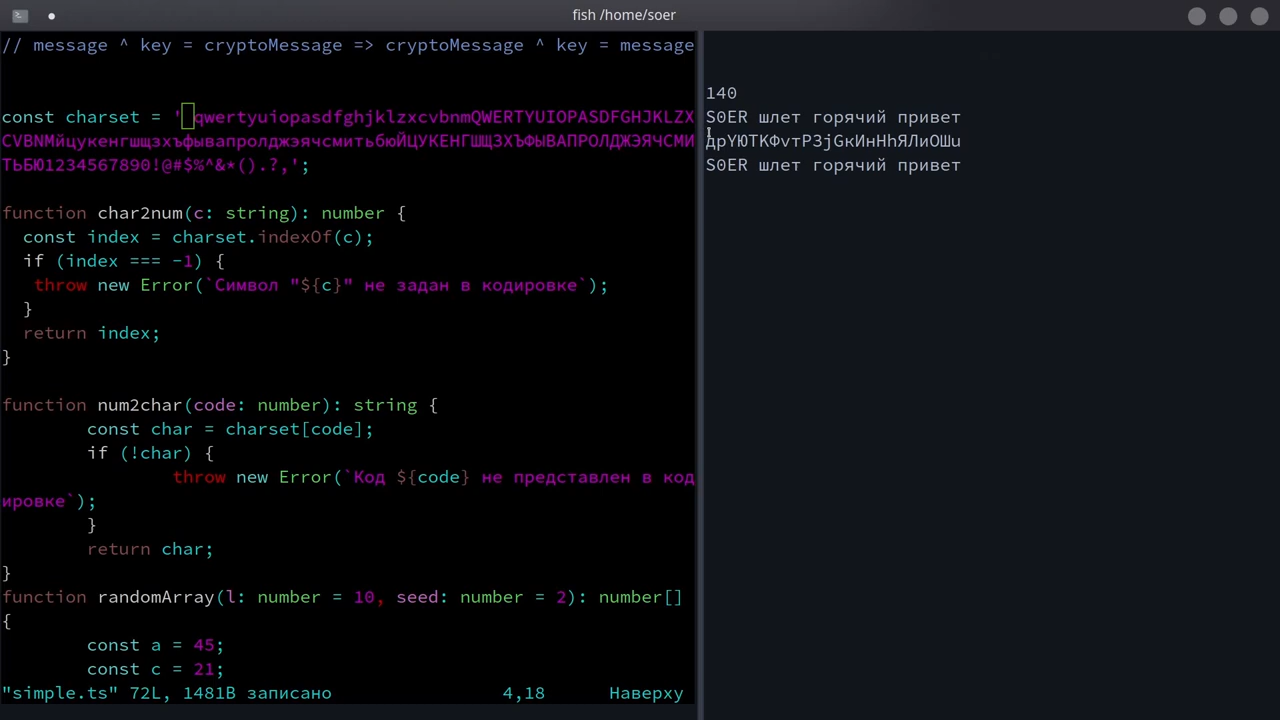 fish /home/soer
// message ^ key = cryptoMessage => cryptoMessage ^ key = message
const charset = ' qwertyuiopasdfghjklzxcvbnmQWERTYUIOPASDFGHJKLZX
CVBNMйцукенгшщзхъфывапролджэячсмитьбюЙЦУКЕНГШЩЗХЪФЫВАПРОЛДЖЭЯЧСМИ
ТЬБЮ1234567890!@#$%^&*().?,';
function char2num(c: string): number {
  const index = charset.indexOf(c);
  if (index === -1) {
   throw new Error(`Символ "${c}" не задан в кодировке`);
  }
  return index;
}
function num2char(code: number): string {
        const char = charset[code];
        if (!char) {
                throw new Error(`Код ${code} не представлен в код
ировке`);
        }
        return char;
}
function randomArray(l: number = 10, seed: number = 2): number[]
{
        const a = 45;
        const c = 21;
"simple.ts" 72L, 1481B записано 4,18 Наверху
140
S0ER шлет горячий привет
дрYЮТКФvтРЗjGкИнНhЯЛиОШu
S0ER шлет горячий привет